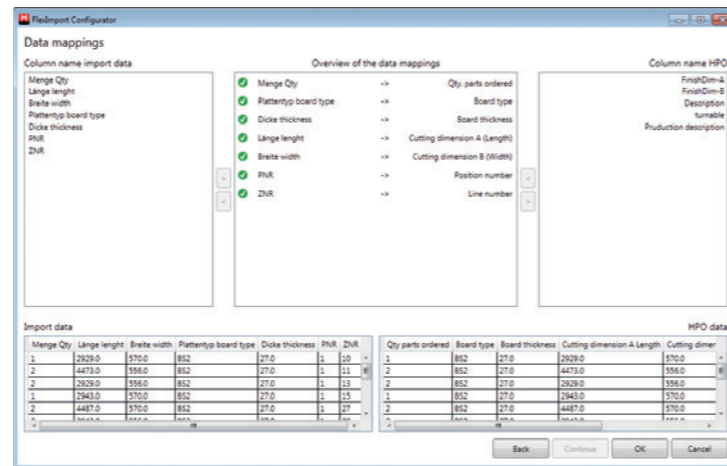 FlexImport Configurator
Data mappings
Column name import data
Overview of the data mappings
Column name HPO
Menge Qty
Länge lenght
Breite width
Plattentyp board type
Dicke thickness
PNR
ZNR
Menge Qty -> Qty. parts ordered
Plattentyp board type -> Board type
Dicke thickness -> Board thickness
Länge lenght -> Cutting dimension A (Length)
Breite width -> Cutting dimension B (Width)
PNR -> Position number
ZNR -> Line number
FinishDim-A
FinishDim-B
Description
turnable
Pruduction description
> <
< >
Import data
Menge Qty Länge lenght Breite width Plattentyp board type Dicke thickness PNR ZNR
1 2929.0 570.0 BS2 27.0 1 10
2 4473.0 556.0 BS2 27.0 1 11
2 2929.0 556.0 BS2 27.0 1 13
1 2943.0 570.0 BS2 27.0 1 15
2 4487.0 570.0 BS2 27.0 1 27
HPO data
Qty parts ordered Board type Board thickness Cutting dimension A Length Cutting dimer
1 BS2 27.0 2929.0 570.0
2 BS2 27.0 4473.0 556.0
2 BS2 27.0 2929.0 556.0
1 BS2 27.0 2943.0 570.0
2 BS2 27.0 4487.0 570.0
Back Continue OK Cancel